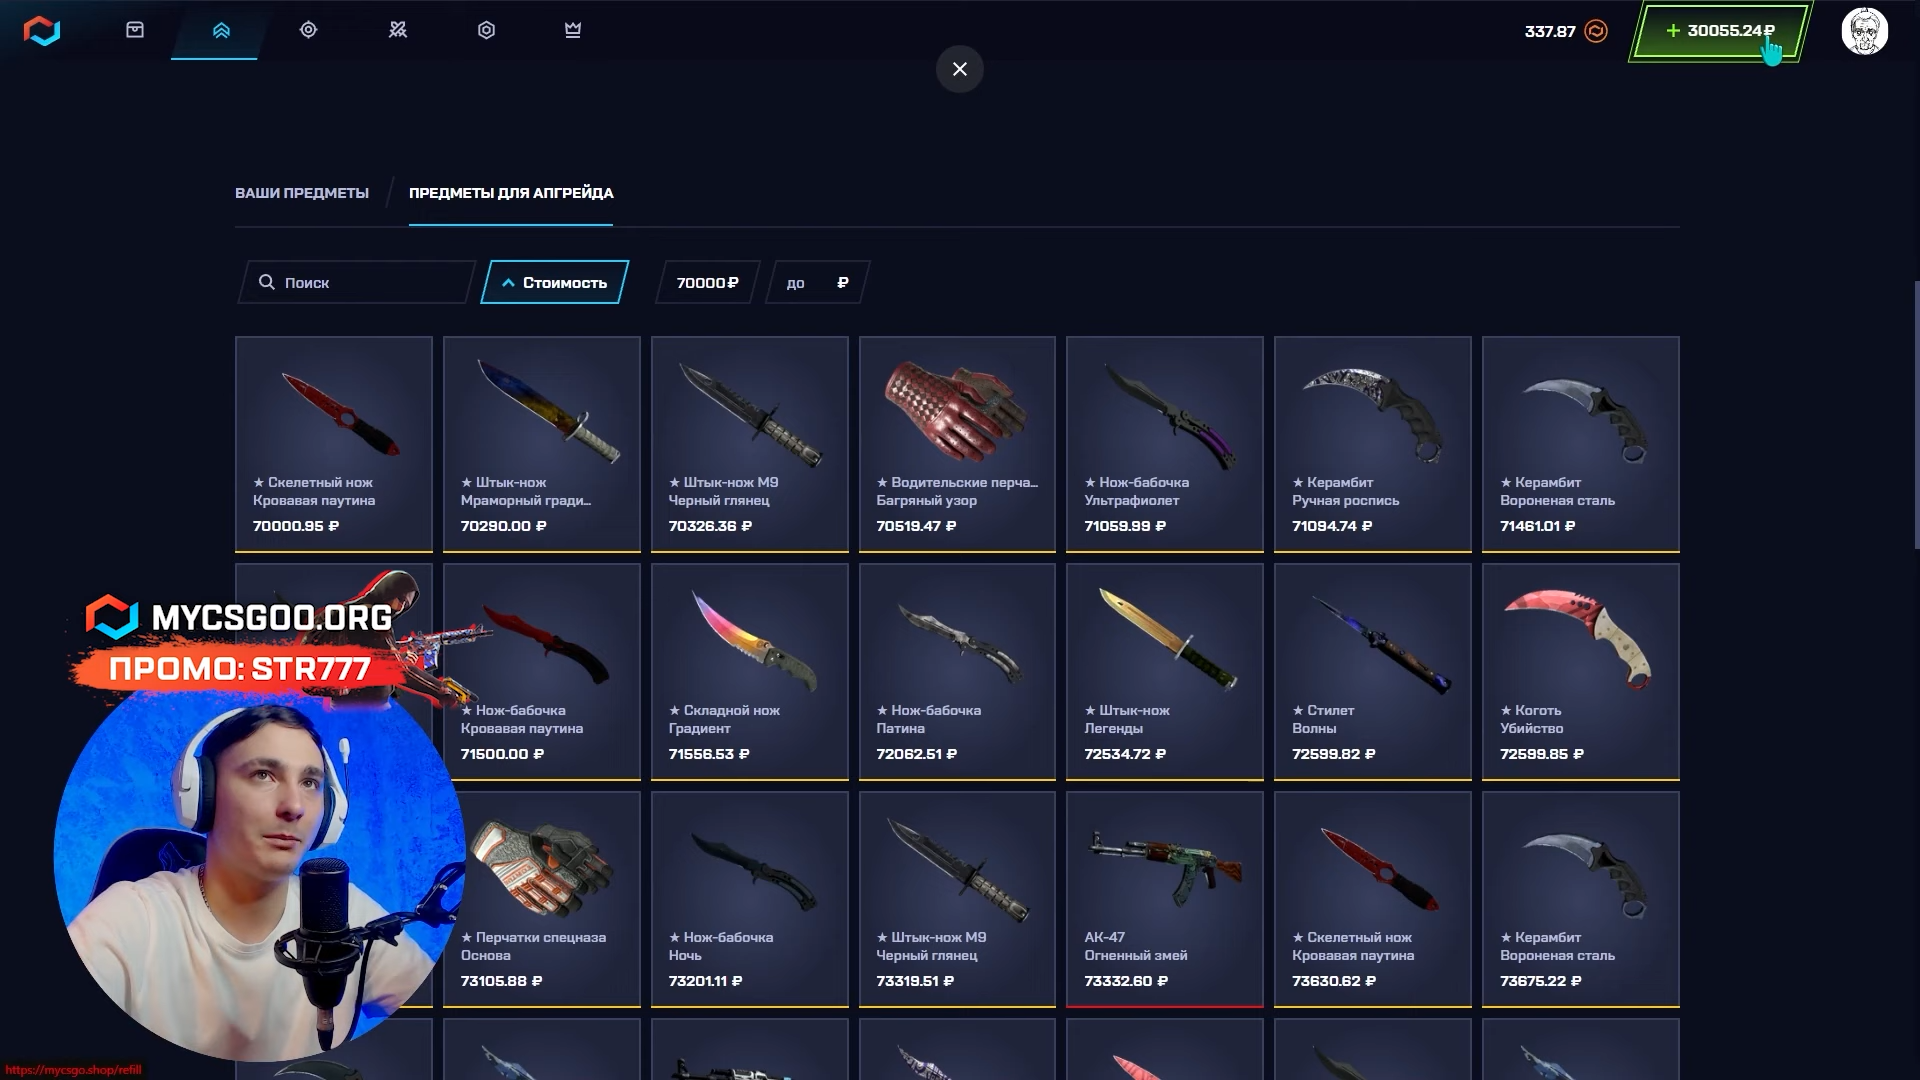 337.87
+ 30055.24₽
ВАШИ ПРЕДМЕТЫ
ПРЕДМЕТЫ ДЛЯ АПГРЕЙДА
Поиск
Стоимость
70000₽
до ₽
★ Скелетный нож
Кровавая паутина
70000.95 ₽
★ Штык-нож
Мраморный гради...
70290.00 ₽
★ Штык-нож M9
Черный глянец
70326.36 ₽
★ Водительские перча...
Багряный узор
70519.47 ₽
★ Нож-бабочка
Ультрафиолет
71059.99 ₽
★ Керамбит
Ручная роспись
71094.74 ₽
★ Керамбит
Вороненая сталь
71461.01 ₽
MYCSGOO.ORG
ПРОМО: STR777
★ Нож-бабочка
Кровавая паутина
71500.00 ₽
★ Складной нож
Градиент
71556.53 ₽
★ Нож-бабочка
Патина
72062.51 ₽
★ Штык-нож
Легенды
72534.72 ₽
★ Стилет
Волны
72599.82 ₽
★ Коготь
Убийство
72599.85 ₽
★ Перчатки спецназа
Основа
73105.88 ₽
★ Нож-бабочка
Ночь
73201.11 ₽
★ Штык-нож M9
Черный глянец
73319.51 ₽
AK-47
Огненный змей
73332.60 ₽
★ Скелетный нож
Кровавая паутина
73630.62 ₽
★ Керамбит
Вороненая сталь
73675.22 ₽
https://mycsgo.shop/refill